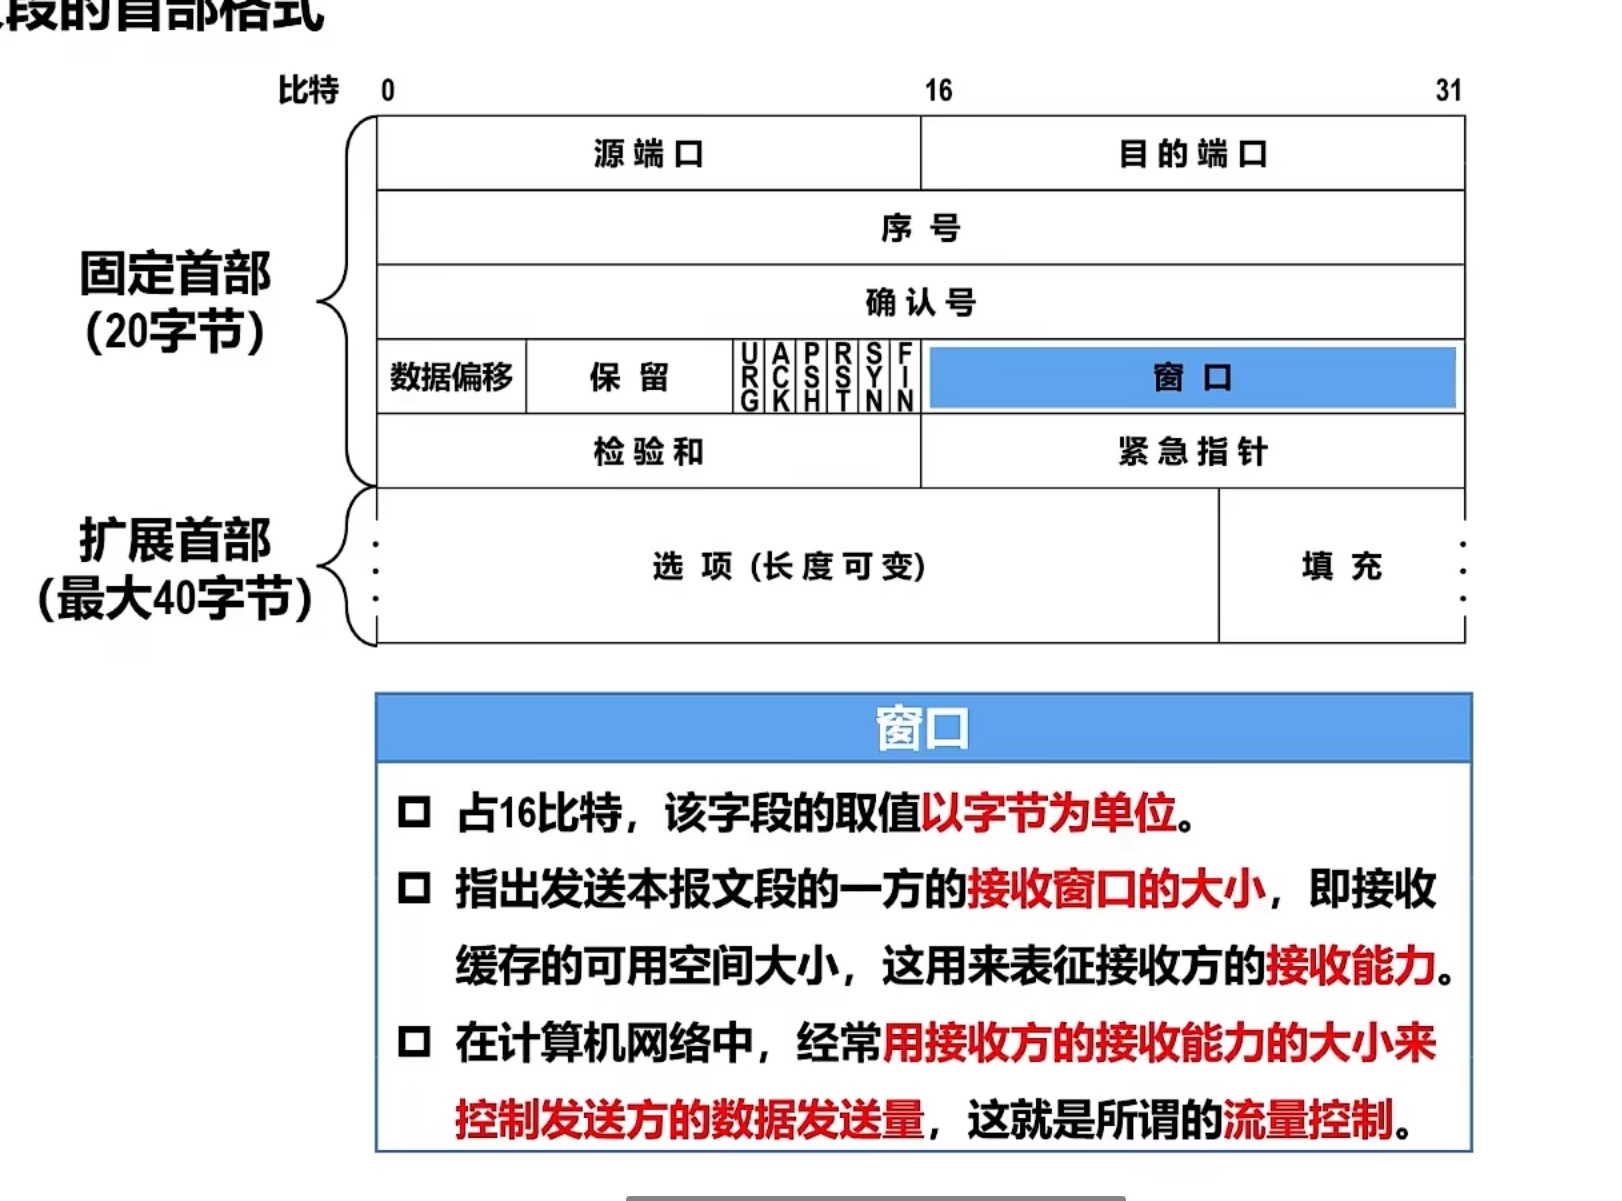 段的首部格式
比特 0 16 31
源端口 目的端口
序号
确认号
数据偏移 保留 URG ACK PSH RST SYN FIN 窗口
检验和 紧急指针
选项 (长度可变) 填充
固定首部
(20字节)
扩展首部
(最大40字节)
窗口
占16比特，该字段的取值以字节为单位。
指出发送本报文段的一方的接收窗口的大小，即接收
缓存的可用空间大小，这用来表征接收方的接收能力。
在计算机网络中，经常用接收方的接收能力的大小来
控制发送方的数据发送量，这就是所谓的流量控制。